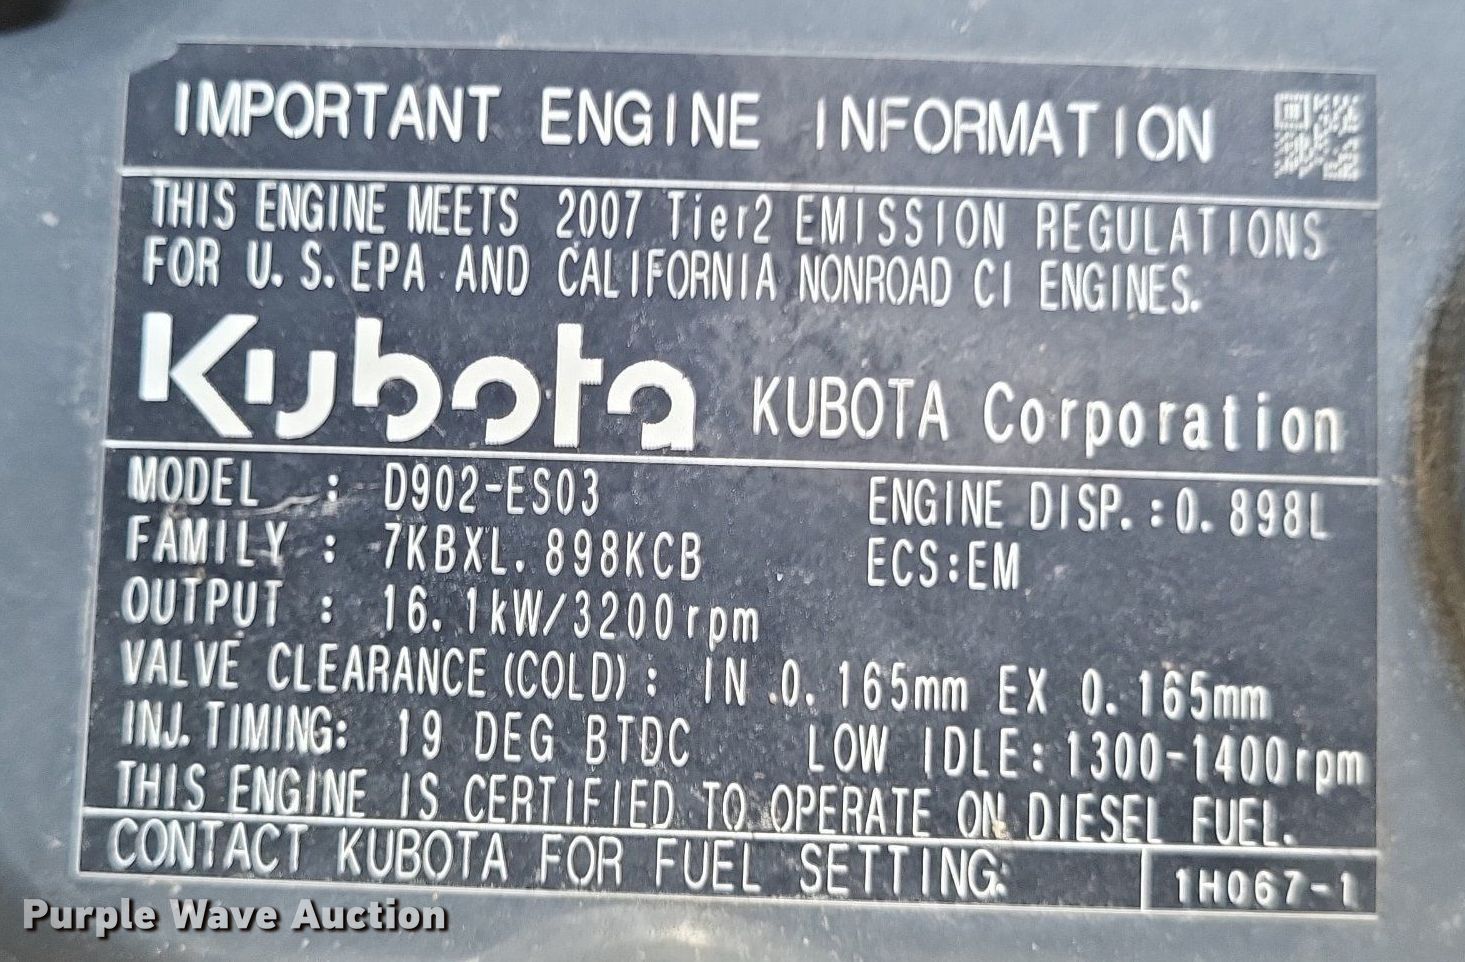 IMPORTANT ENGINE INFORMATION
THIS ENGINE MEETS 2007 Tier2 EMISSION REGULATIONS
FOR U.S.EPA AND CALIFORNIA NONROAD CI ENGINES.
Kubota KUBOTA Corporation
MODEL : D902-ES03 ENGINE DISP.:0.898L
FAMILY : 7KBXL.898KCB ECS:EM
OUTPUT : 16.1kW/3200rpm
VALVE CLEARANCE(COLD): IN 0.165mm EX 0.165mm
INJ.TIMING: 19 DEG BTDC LOW IDLE:1300-1400rpm
THIS ENGINE IS CERTIFIED TO OPERATE ON DIESEL FUEL.
CONTACT KUBOTA FOR FUEL SETTING. 1H067-1
Purple Wave Auction